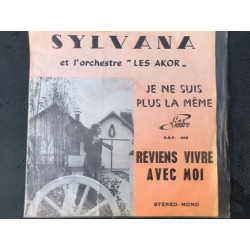 SYLVANA
et l'orchestre " LES AKOR „
JE NE SUIS
PLUS LA MÊME
REVIENS VIVRE
AVEC MOI
STÉRÉO-MONO